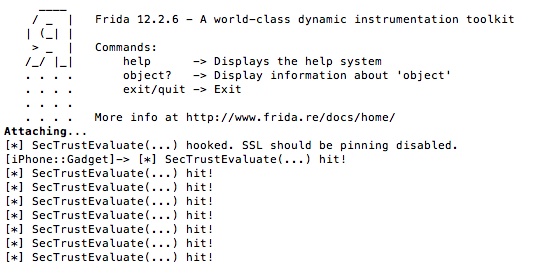 ____
    / _  |   Frida 12.2.6 - A world-class dynamic instrumentation toolkit
   | (_| |
    > _  |   Commands:
   /_/ |_|       help      -> Displays the help system
   . . . .       object?   -> Display information about 'object'
   . . . .       exit/quit -> Exit
   . . . .
   . . . .   More info at http://www.frida.re/docs/home/
Attaching...
[*] SecTrustEvaluate(...) hooked. SSL should be pinning disabled.
[iPhone::Gadget]-> [*] SecTrustEvaluate(...) hit!
[*] SecTrustEvaluate(...) hit!
[*] SecTrustEvaluate(...) hit!
[*] SecTrustEvaluate(...) hit!
[*] SecTrustEvaluate(...) hit!
[*] SecTrustEvaluate(...) hit!
[*] SecTrustEvaluate(...) hit!